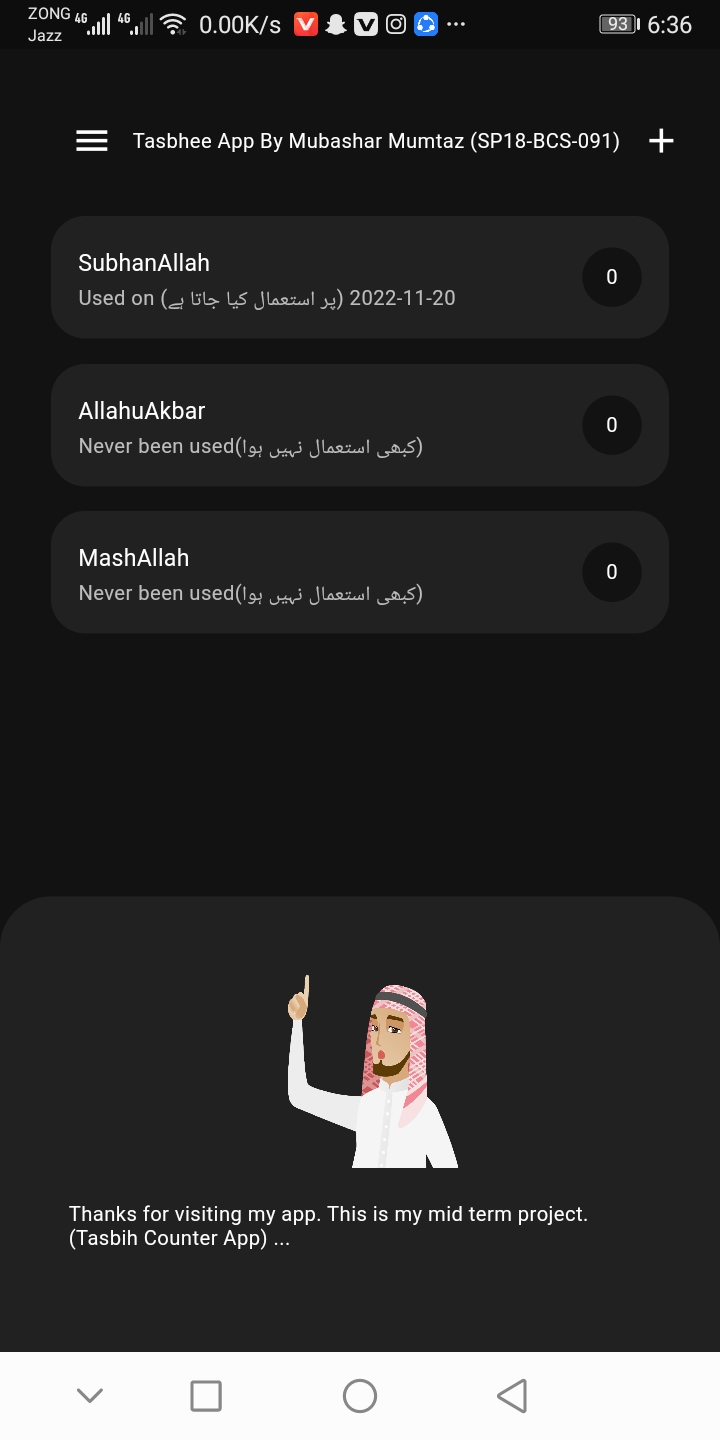 ZONG 4G 4G 0.00K/s 93 6:36
Jazz
Tasbhee App By Mubashar Mumtaz (SP18-BCS-091)
SubhanAllah
0
Used on (پر استعمال کیا جاتا ہے) 2022-11-20
AllahuAkbar
0
Never been used(کبھی استعمال نہیں ہوا)
MashAllah
0
Never been used(کبھی استعمال نہیں ہوا)
Thanks for visiting my app. This is my mid term project.
(Tasbih Counter App) ...